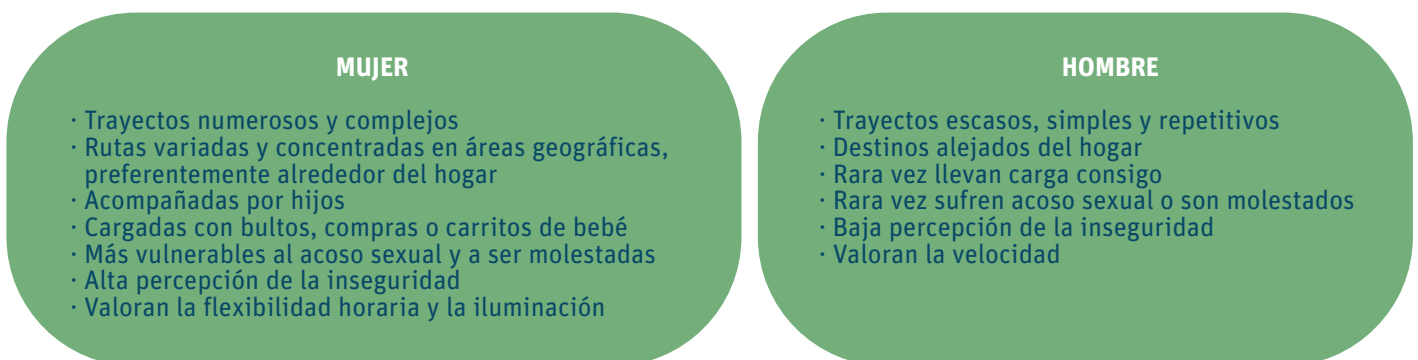 MUJER
· Trayectos numerosos y complejos
· Rutas variadas y concentradas en áreas geográficas,
preferentemente alrededor del hogar
· Acompañadas por hijos
· Cargadas con bultos, compras o carritos de bebé
· Más vulnerables al acoso sexual y a ser molestadas
· Alta percepción de la inseguridad
· Valoran la flexibilidad horaria y la iluminación
HOMBRE
· Trayectos escasos, simples y repetitivos
· Destinos alejados del hogar
· Rara vez llevan carga consigo
· Rara vez sufren acoso sexual o son molestados
· Baja percepción de la inseguridad
· Valoran la velocidad